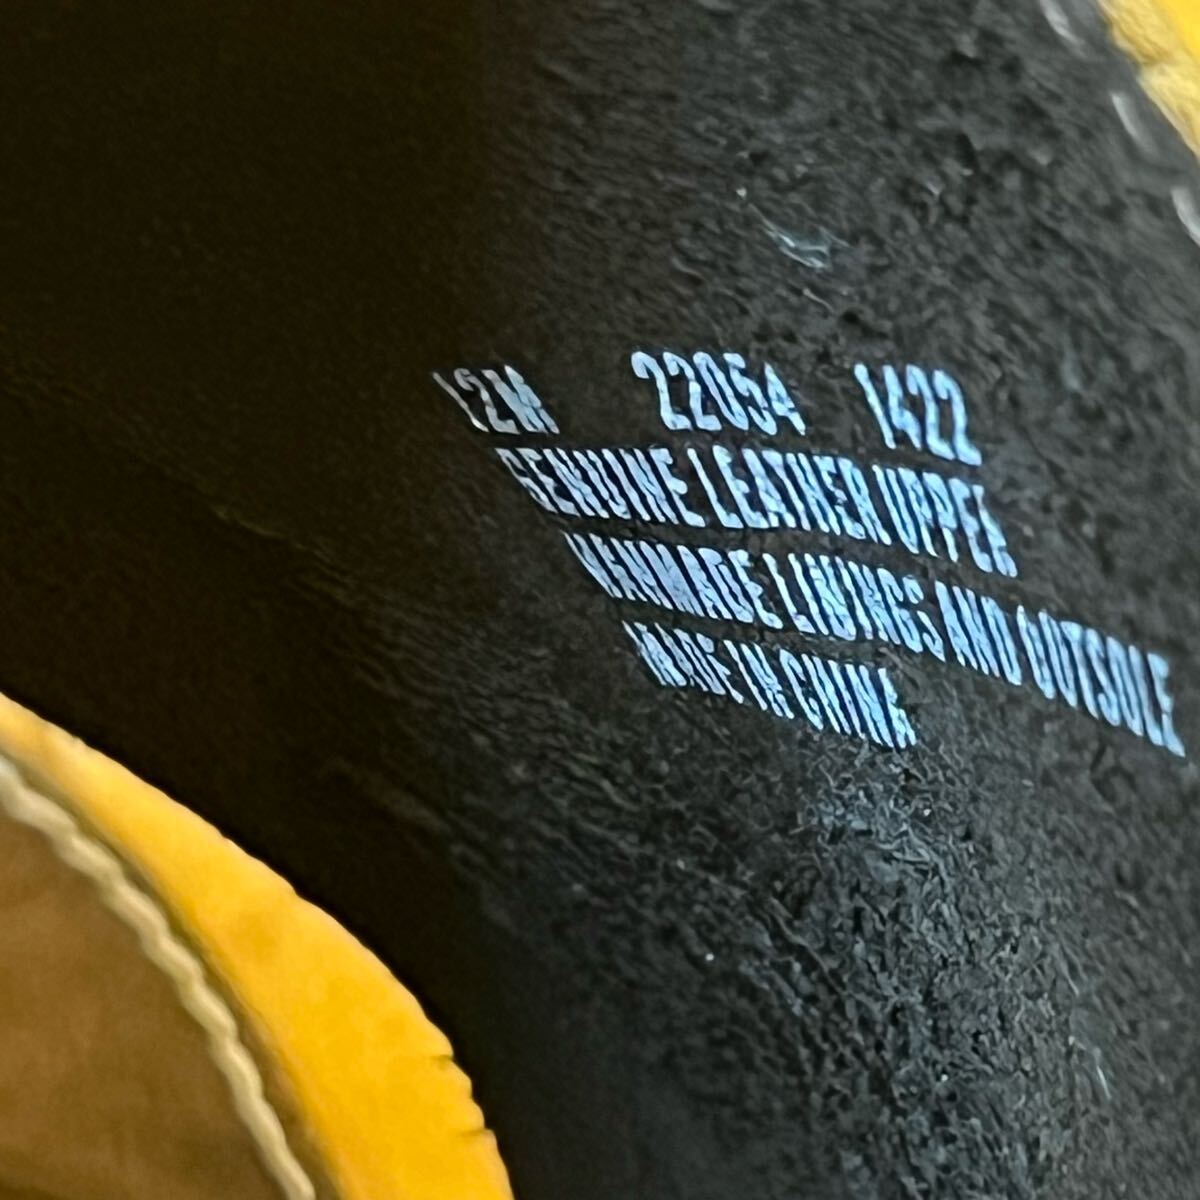 12M 22054 1422
GENUINE LEATHER UPPER
MANMADE LININGS AND OUTSOLE
MADE IN CHINA